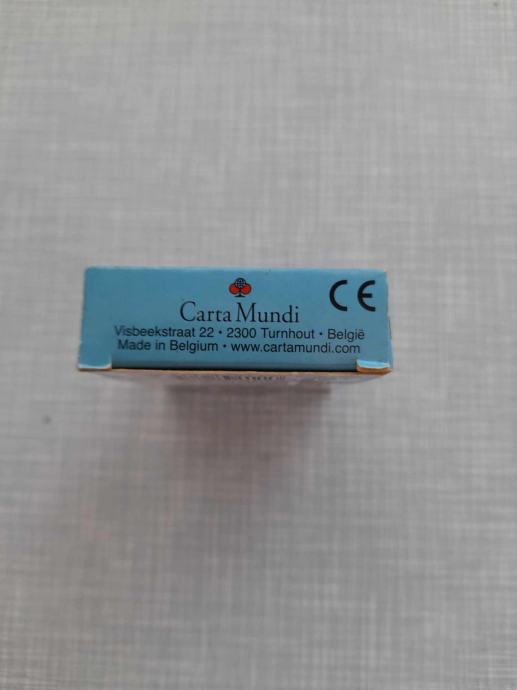 CE
Carta Mundi
Visbeekstraat 22 • 2300 Turnhout • België
Made in Belgium • www.cartamundi.com